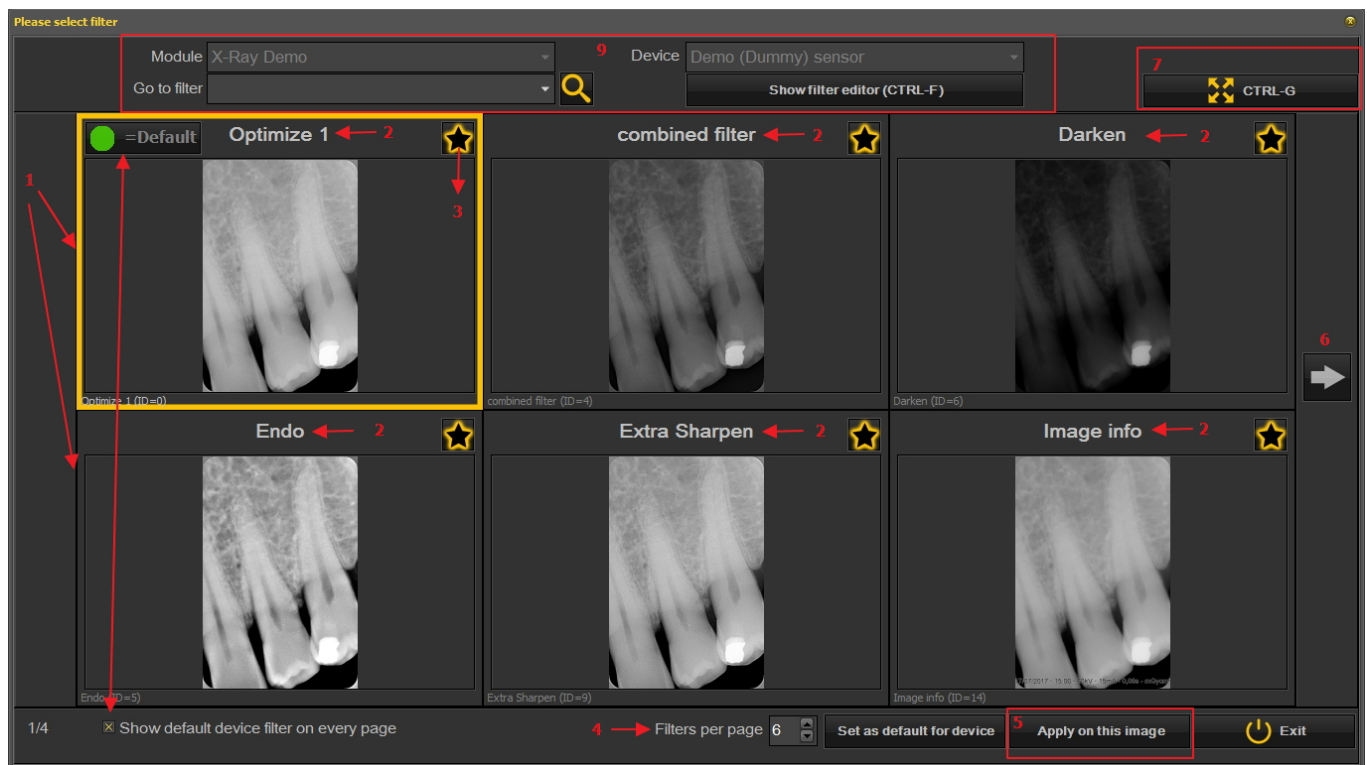 Please select filter
Module X-Ray Demo 9 Device Demo (Dummy) sensor 7
Go to filter Show filter editor (CTRL-F) CTRL-G
=Default Optimize 1 2 combined filter 2 Darken 2
1
3
6
Optimize 1 (ID=0) combined filter (ID=4) Darken (ID=6)
Endo 2 Extra Sharpen 2 Image info 2
Endo (ID=5) Extra Sharpen (ID=9) Image info (ID=14)
1/4 Show default device filter on every page 4 Filters per page 6 Set as default for device 5 Apply on this image Exit